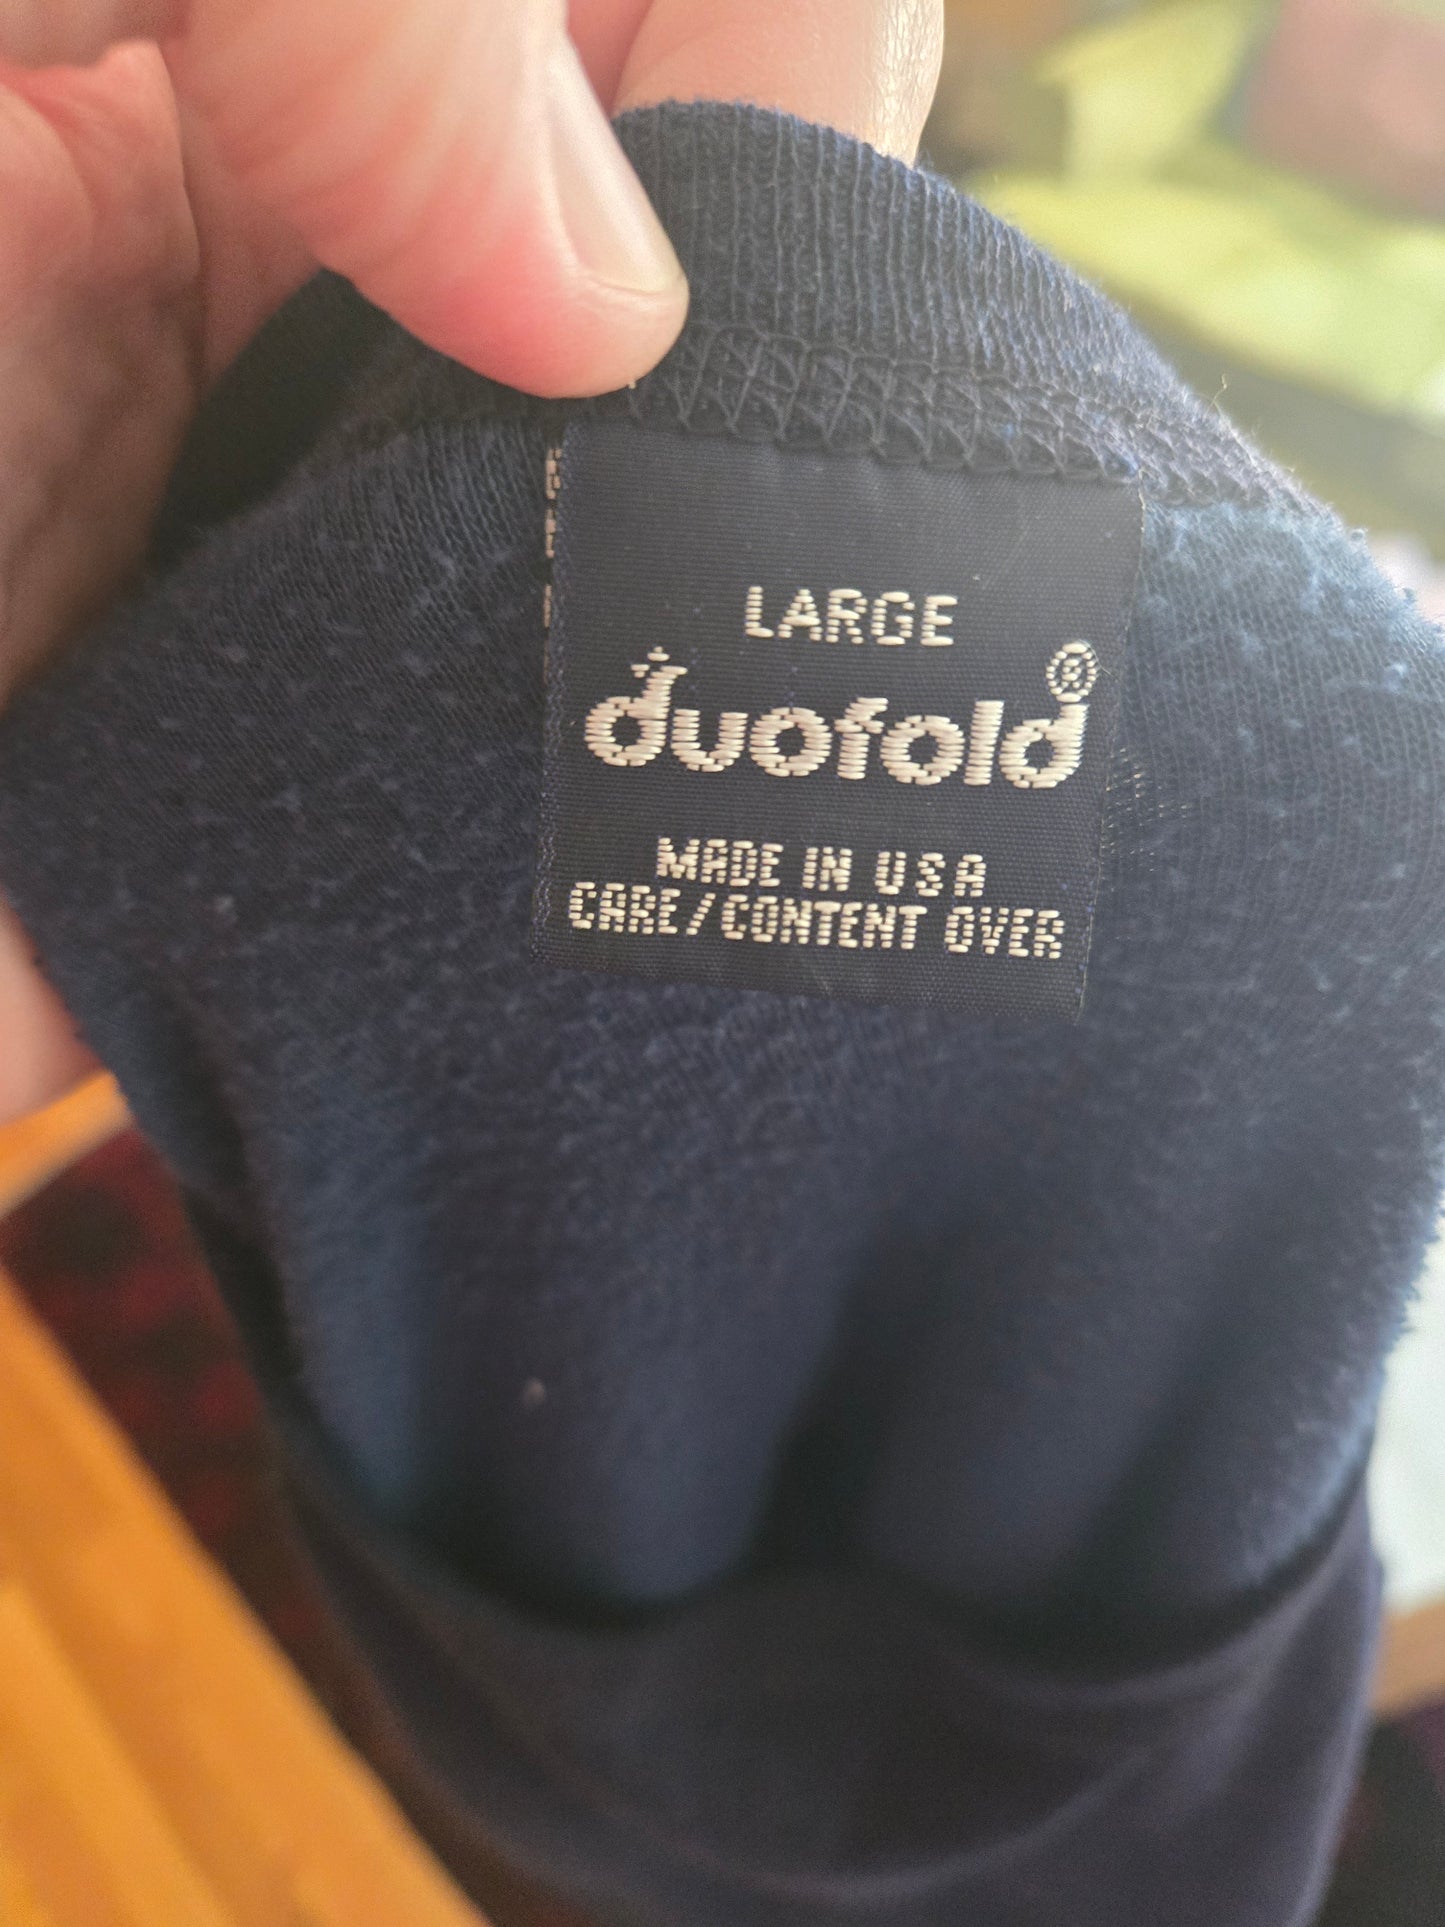 LARGE
duofold®
MADE IN USA
CARE/CONTENT OVER